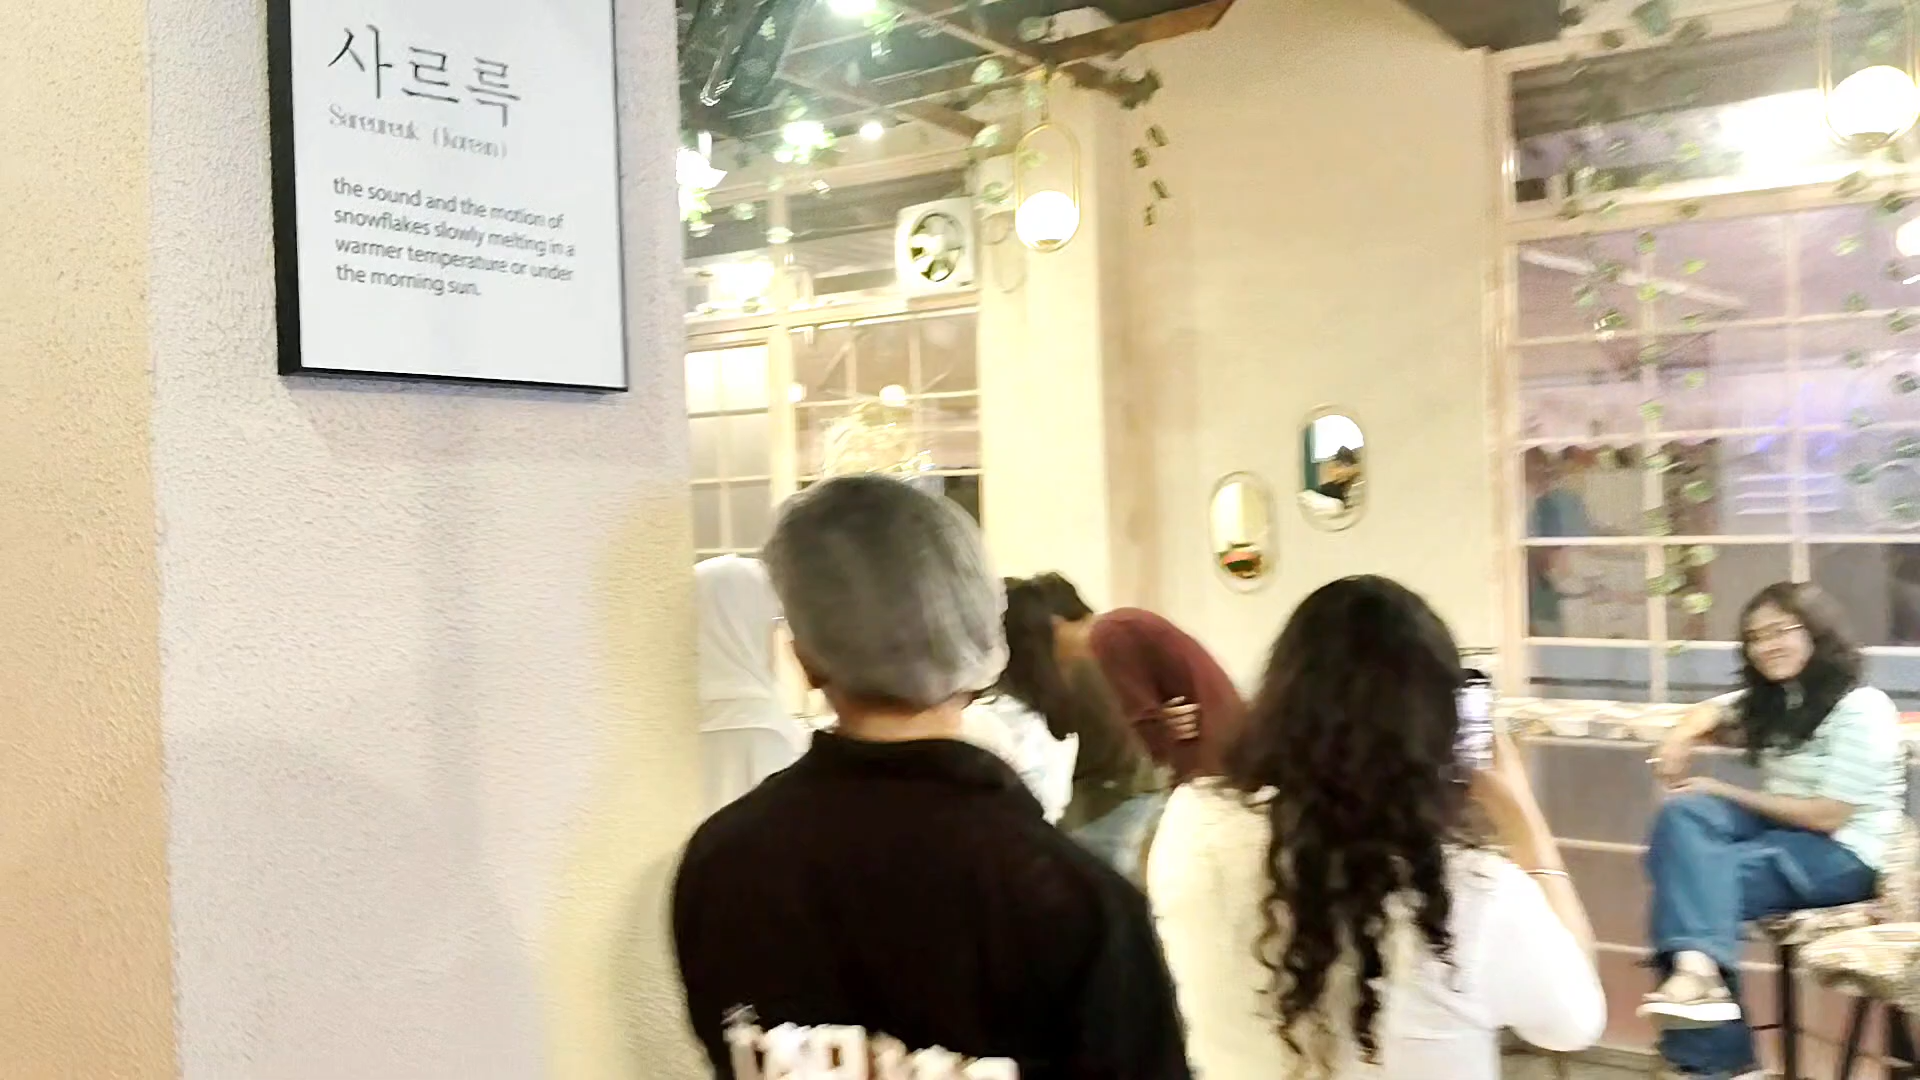 사르륵
Sareureuk (Korean)
the sound and the motion of
snowflakes slowly melting in a
warmer temperature or under
the morning sun.